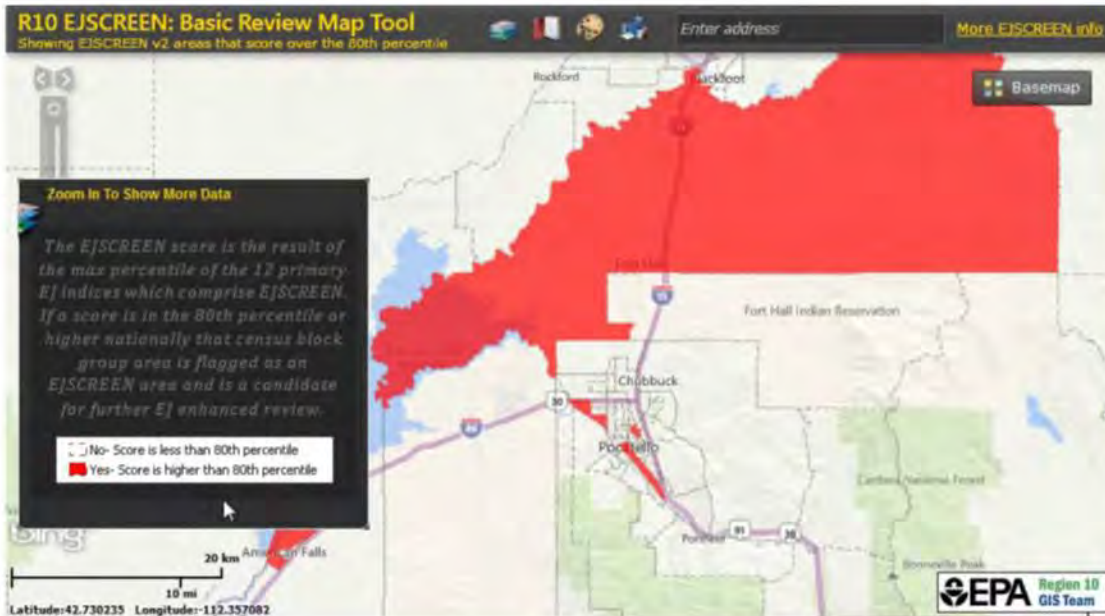 R10 EJSCREEN: Basic Review Map Tool
Showing EJSCREEN v2 areas that score over the 80th percentile
Enter address
More EJSCREEN info
Rockford
Blackfoot
Basemap
Zoom In To Show More Data
The EJSCREEN score is the result of
the max percentile of the 12 primary
EJ indices which comprise EJSCREEN.
If a score is in the 80th percentile or
higher nationally that census block
group area is flagged as an
EJSCREEN area and is a candidate
for further EJ enhanced review.
No- Score is less than 80th percentile
Yes- Score is higher than 80th percentile
Fort Hall
15
Fort Hall Indian Reservation
Chubbuck
30
86
Pocatello
Caribou National Forest
91
30
Portneuf
Bonneville Peak
bing
American Falls
20 km
10 mi
Latitude:42.730235 Longitude:-112.357082
EPA
Region 10
GIS Team